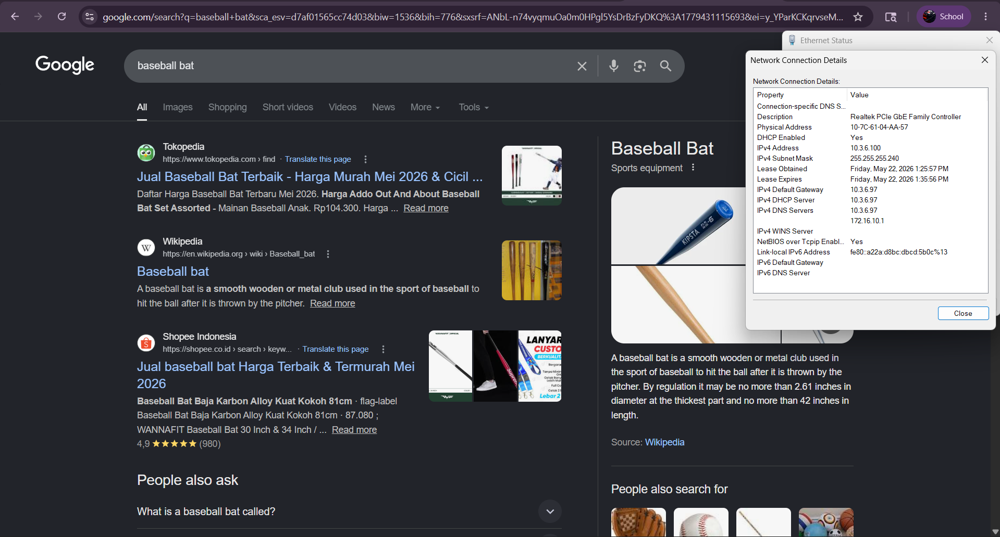 google.com/search?q=baseball+bat&sca_esv=d7af01565cc74d03&biw=1536&bih=776&sxsrf=ANbL-n74vyqmuOa0m0HPgl5YsDrBzFyDKQ%3A1779431115693&ei=y_YParKCKqrvseM...
School
Google
baseball bat
All
Images
Shopping
Short videos
Videos
News
More
Tools
Tokopedia
https://www.tokopedia.com › find · Translate this page
Jual Baseball Bat Terbaik - Harga Murah Mei 2026 & Cicil ...
Daftar Harga Baseball Bat Terbaru Mei 2026. Harga Addo Out And About Baseball
Bat Set Assorted - Mainan Baseball Anak. Rp104.300. Harga ... Read more
W
Wikipedia
https://en.wikipedia.org › wiki › Baseball_bat
Baseball bat
A baseball bat is a smooth wooden or metal club used in the sport of baseball to
hit the ball after it is thrown by the pitcher. Read more
Shopee Indonesia
https://shopee.co.id › search › keyw... · Translate this page
Jual baseball bat Harga Terbaik & Termurah Mei
2026
Baseball Bat Baja Karbon Alloy Kuat Kokoh 81cm · flag-label
Baseball Bat Baja Karbon Alloy Kuat Kokoh 81cm · 87.080 ;
WANNAFIT Baseball Bat 30 Inch & 34 Inch / ... Read more
4,9 (980)
LANYAR
CUSTO
BERKUALIT
Bergara
Tanpa Mini
Cetak Bany
Lebih Mu
Full Co
Cetak 2
Lebar 2
People also ask
What is a baseball bat called?
Baseball Bat
Sports equipment
KIPSTA
-6
A baseball bat is a smooth wooden or metal club used in
the sport of baseball to hit the ball after it is thrown by the
pitcher. By regulation it may be no more than 2.61 inches in
diameter at the thickest part and no more than 42 inches in
length.
Source: Wikipedia
People also search for
Ethernet Status
Network Connection Details
Network Connection Details:
Property Value
Connection-specific DNS S...
Description Realtek PCIe GbE Family Controller
Physical Address 10-7C-61-04-AA-57
DHCP Enabled Yes
IPv4 Address 10.3.6.100
IPv4 Subnet Mask 255.255.255.240
Lease Obtained Friday, May 22, 2026 1:25:57 PM
Lease Expires Friday, May 22, 2026 1:35:56 PM
IPv4 Default Gateway 10.3.6.97
IPv4 DHCP Server 10.3.6.97
IPv4 DNS Servers 10.3.6.97
172.16.10.1
IPv4 WINS Server
NetBIOS over Tcpip Enabl... Yes
Link-local IPv6 Address fe80::a22a:d8bc:dbcd:5b0c%13
IPv6 Default Gateway
IPv6 DNS Server
Close